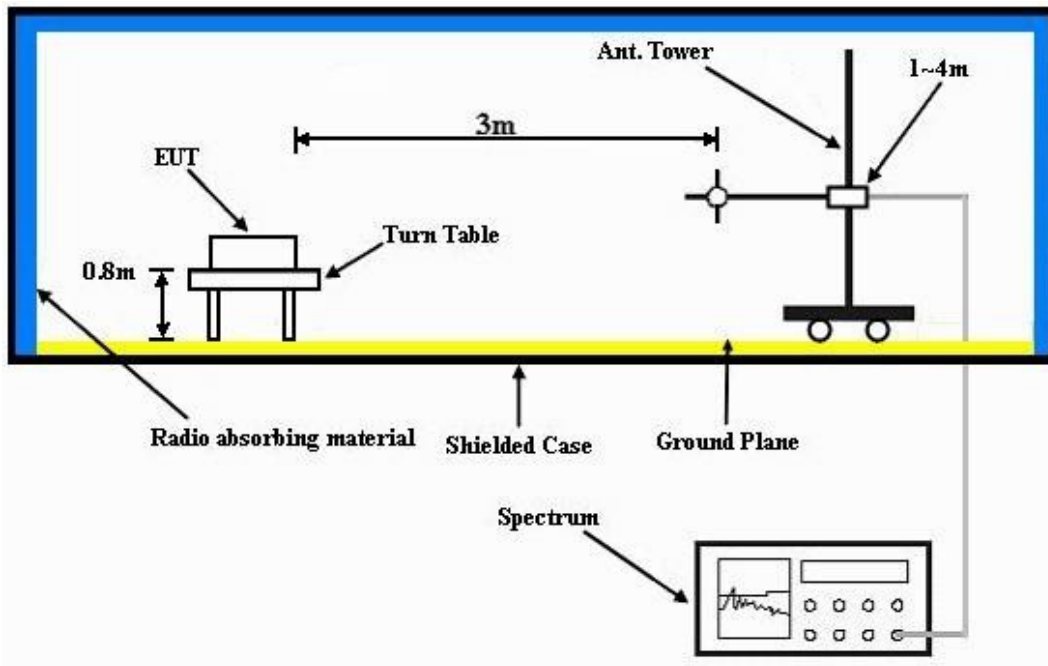 Ant. Tower
1~4m
3m
EUT
Turn Table
0.8m
Radio absorbing material
Shielded Case
Ground Plane
Spectrum